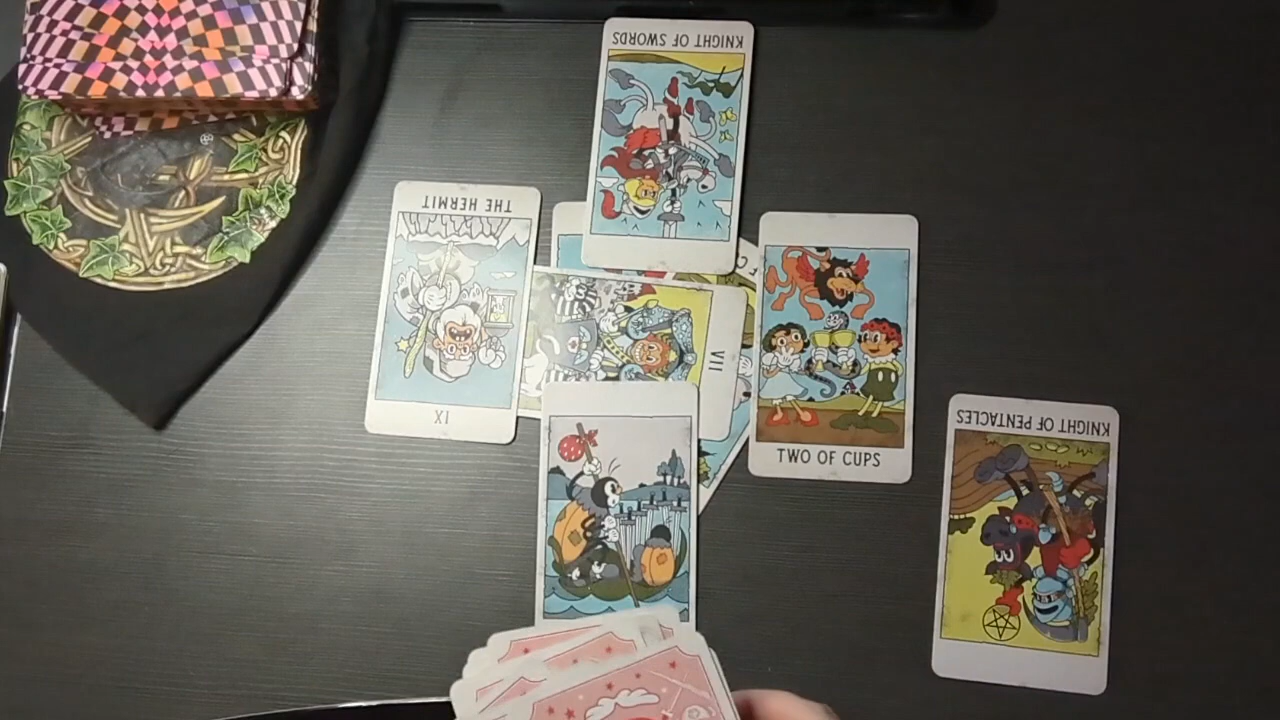 KNIGHT OF SWORDS
THE HERMIT
IX
VII
TWO OF CUPS
KNIGHT OF PENTACLES